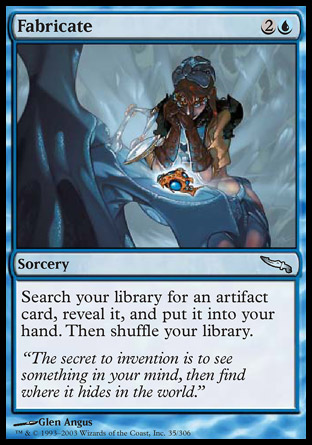 Fabricate 2
Sorcery
Search your library for an artifact
card, reveal it, and put it into your
hand. Then shuffle your library.
“The secret to invention is to see
something in your mind, then find
where it hides in the world.”
Glen Angus
™ & © 1993–2003 Wizards of the Coast, Inc. 35/306